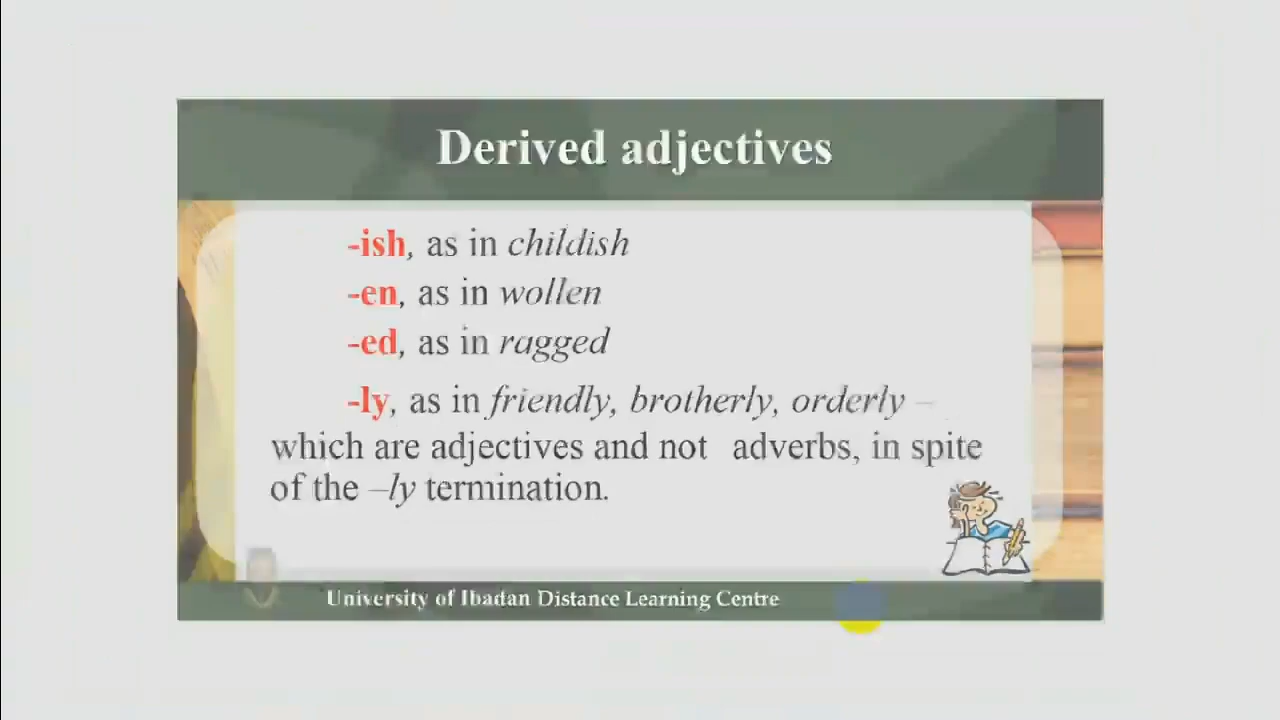 Derived adjectives
-ish, as in childish
-en, as in wollen
-ed, as in ragged
-ly, as in friendly, brotherly, orderly –
which are adjectives and not adverbs, in spite
of the –ly termination.
University of Ibadan Distance Learning Centre